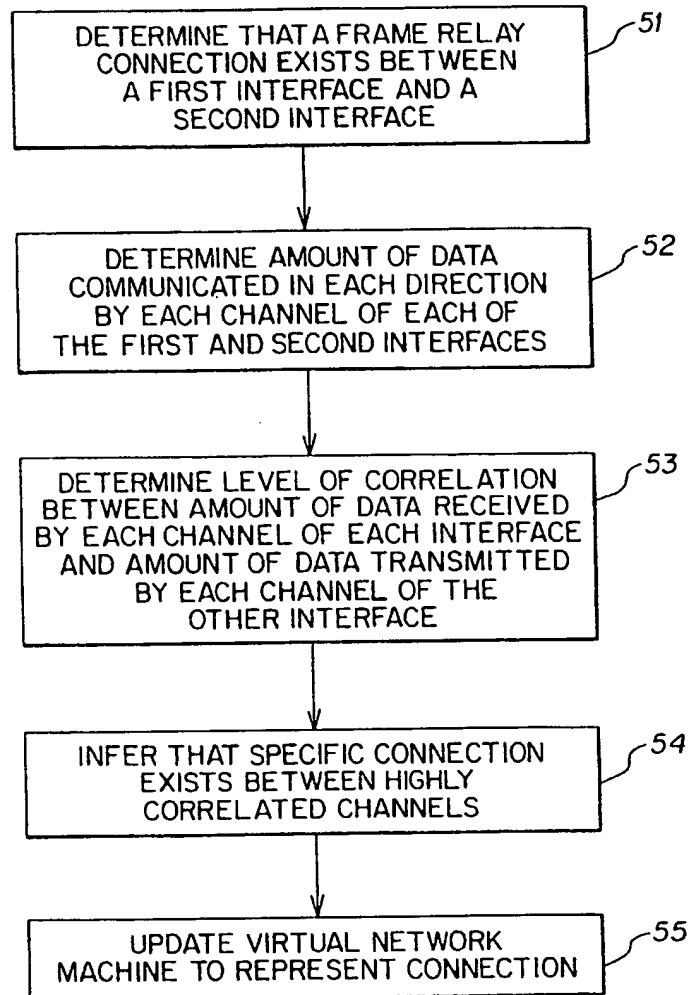 DETERMINE THAT A FRAME RELAY
CONNECTION EXISTS BETWEEN
A FIRST INTERFACE AND A
SECOND INTERFACE
51
DETERMINE AMOUNT OF DATA
COMMUNICATED IN EACH DIRECTION
BY EACH CHANNEL OF EACH OF
THE FIRST AND SECOND INTERFACES
52
DETERMINE LEVEL OF CORRELATION
BETWEEN AMOUNT OF DATA RECEIVED
BY EACH CHANNEL OF EACH INTERFACE
AND AMOUNT OF DATA TRANSMITTED
BY EACH CHANNEL OF THE
OTHER INTERFACE
53
INFER THAT SPECIFIC CONNECTION
EXISTS BETWEEN HIGHLY
CORRELATED CHANNELS
54
UPDATE VIRTUAL NETWORK
MACHINE TO REPRESENT CONNECTION
55